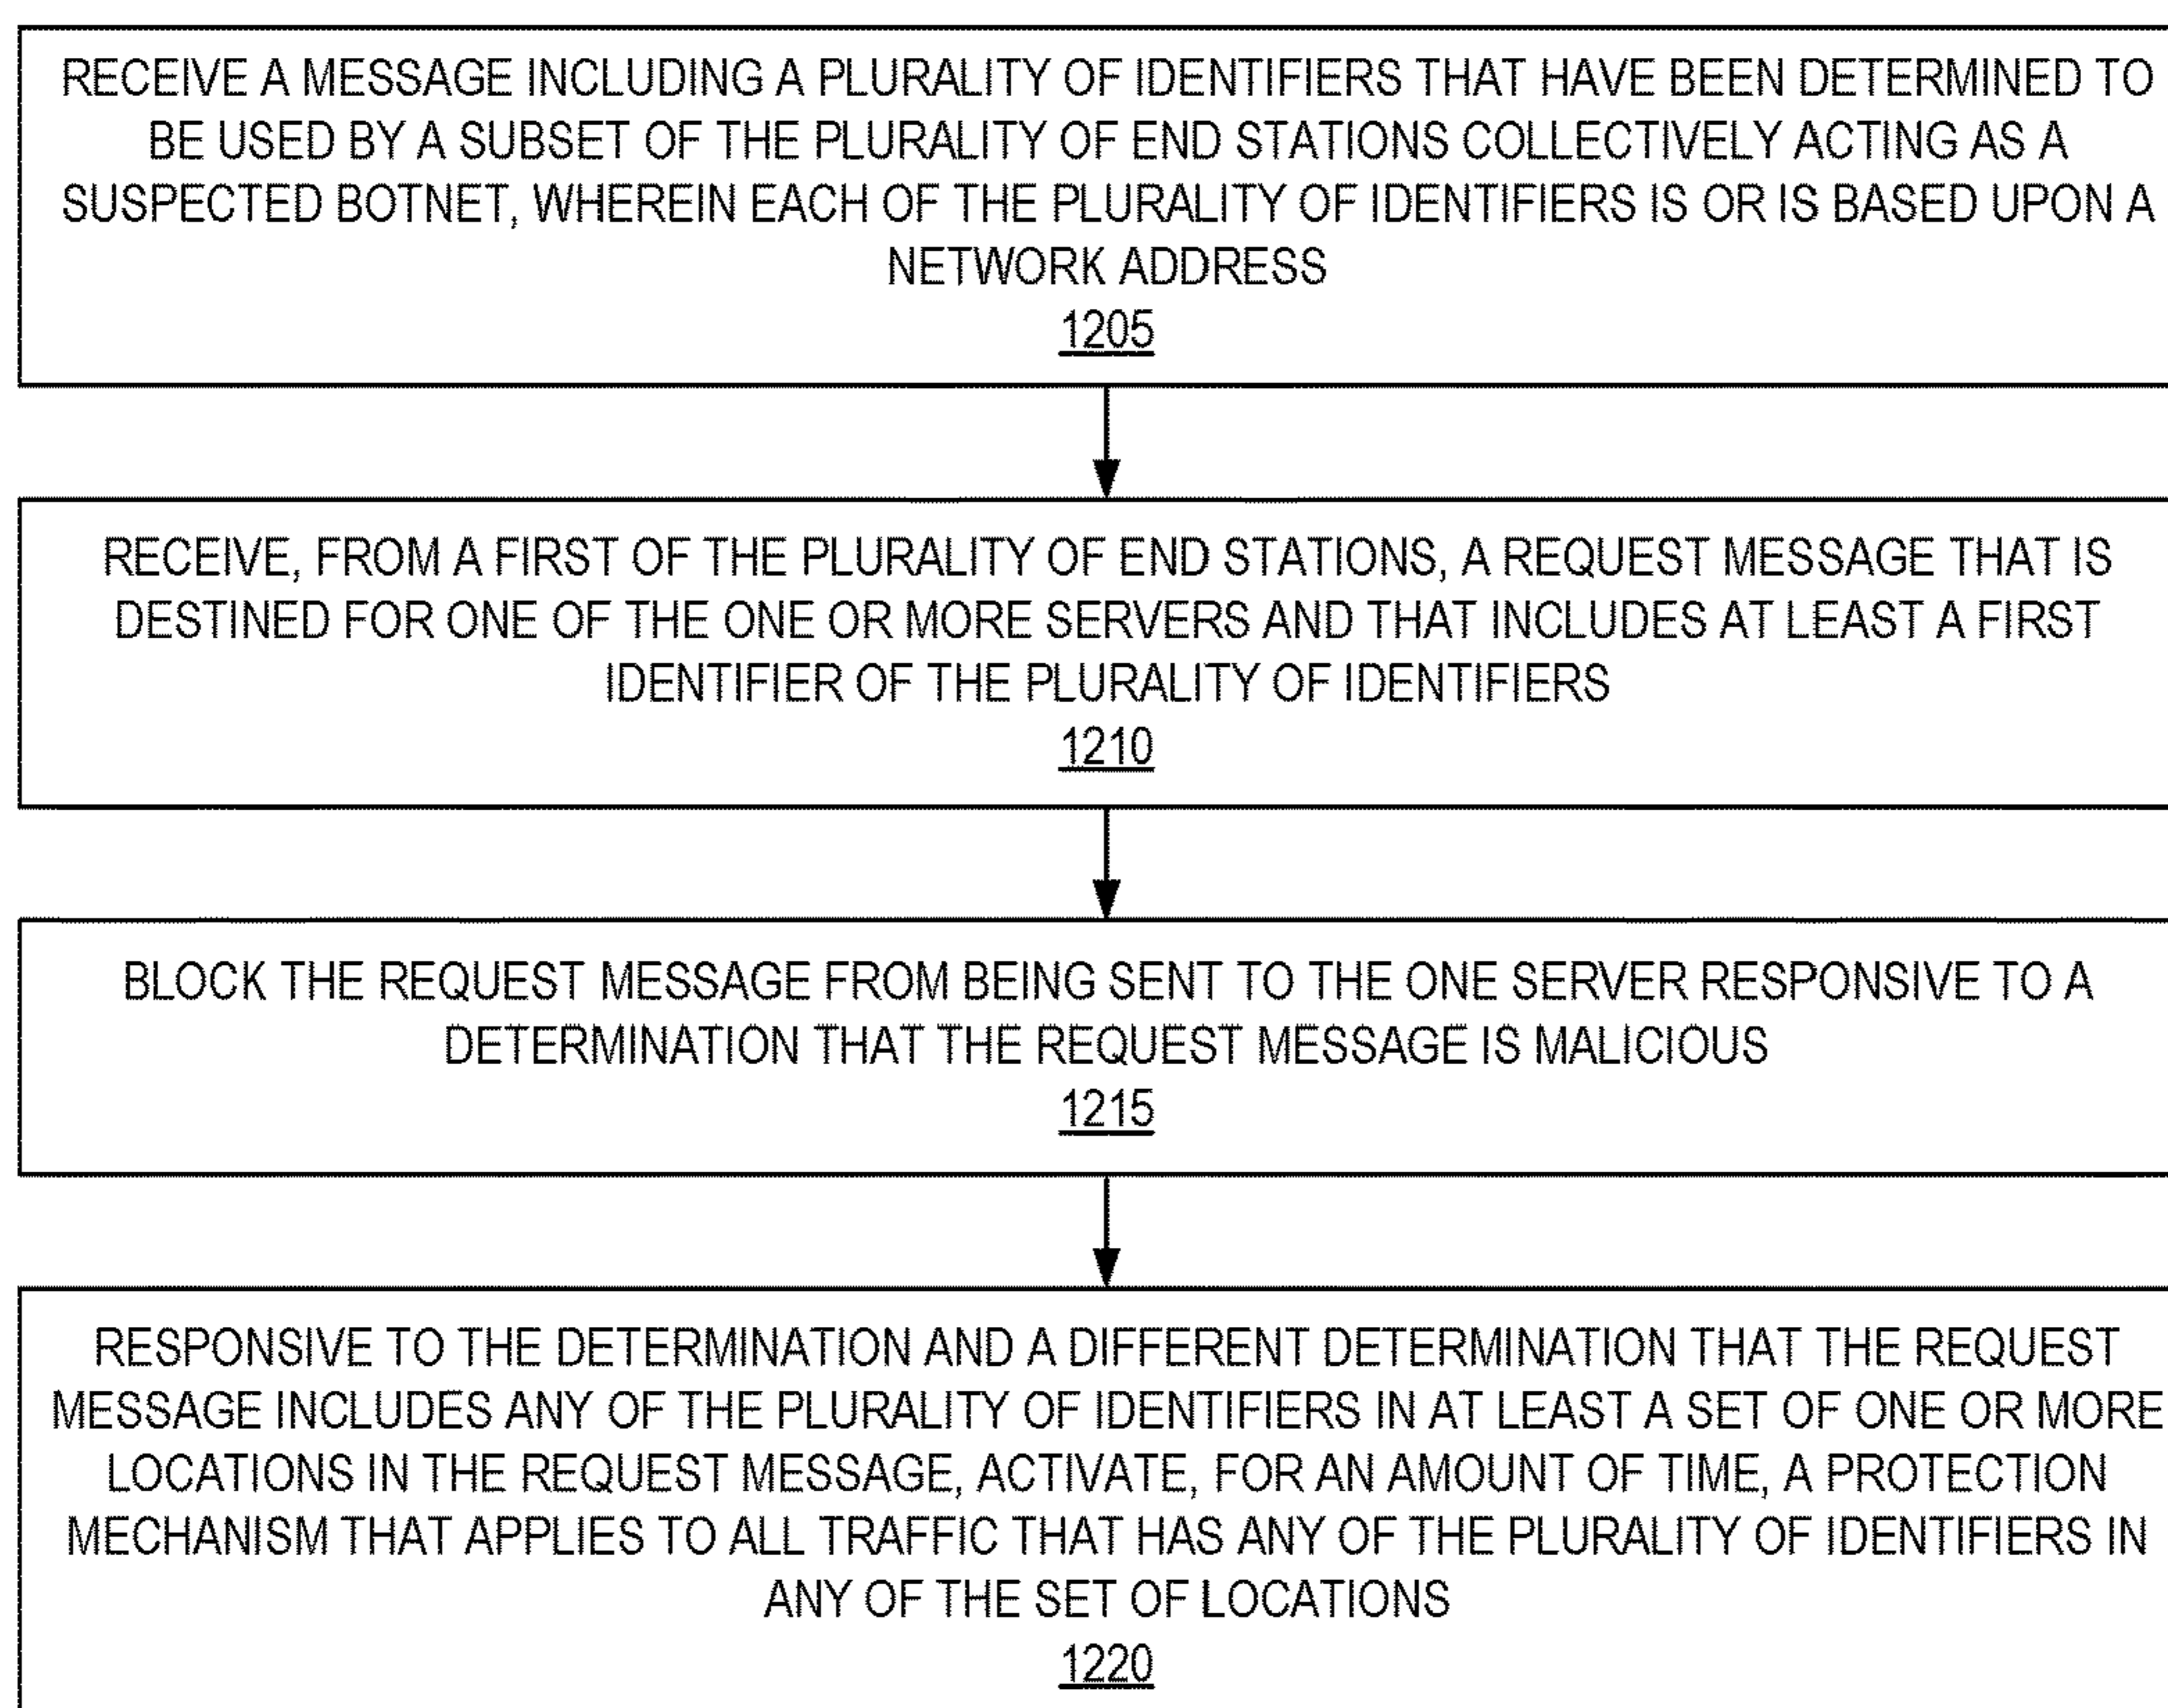 RECEIVE A MESSAGE INCLUDING A PLURALITY OF IDENTIFIERS THAT HAVE BEEN DETERMINED TO
BE USED BY A SUBSET OF THE PLURALITY OF END STATIONS COLLECTIVELY ACTING AS A
SUSPECTED BOTNET, WHEREIN EACH OF THE PLURALITY OF IDENTIFIERS IS OR IS BASED UPON A
NETWORK ADDRESS
1205
RECEIVE, FROM A FIRST OF THE PLURALITY OF END STATIONS, A REQUEST MESSAGE THAT IS
DESTINED FOR ONE OF THE ONE OR MORE SERVERS AND THAT INCLUDES AT LEAST A FIRST
IDENTIFIER OF THE PLURALITY OF IDENTIFIERS
1210
BLOCK THE REQUEST MESSAGE FROM BEING SENT TO THE ONE SERVER RESPONSIVE TO A
DETERMINATION THAT THE REQUEST MESSAGE IS MALICIOUS
1215
RESPONSIVE TO THE DETERMINATION AND A DIFFERENT DETERMINATION THAT THE REQUEST
MESSAGE INCLUDES ANY OF THE PLURALITY OF IDENTIFIERS IN AT LEAST A SET OF ONE OR MORE
LOCATIONS IN THE REQUEST MESSAGE, ACTIVATE, FOR AN AMOUNT OF TIME, A PROTECTION
MECHANISM THAT APPLIES TO ALL TRAFFIC THAT HAS ANY OF THE PLURALITY OF IDENTIFIERS IN
ANY OF THE SET OF LOCATIONS
1220